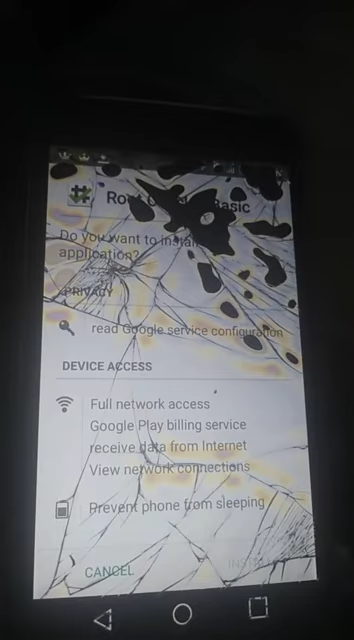 Root Basic
Do you want to install
application?
PRIVACY
read Google service configuration
DEVICE ACCESS
Full network access
Google Play billing service
receive data from Internet
View network connections
Prevent phone from sleeping
CANCEL